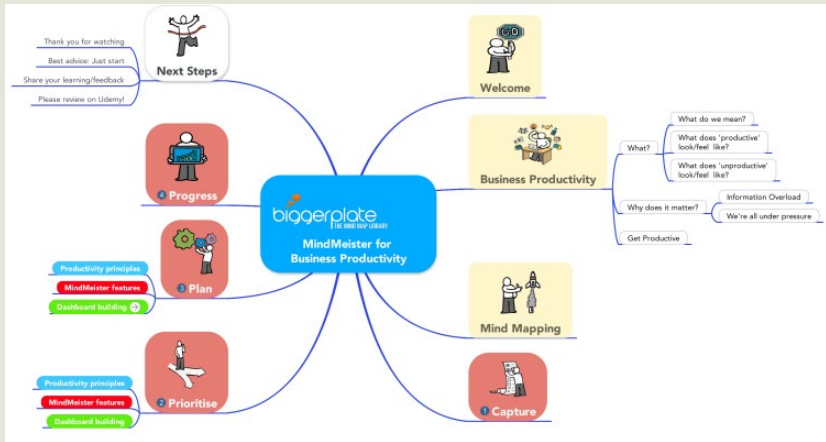 Thank you for watching
Best advice: Just start
Share your learning/feedback
Please review on Udemy!
Next Steps
4 Progress
3 Plan
Productivity principles
MindMeister features
Dashboard building
2 Prioritise
Productivity principles
MindMeister features
Dashboard building
biggerplate
THE MIND MAP LIBRARY
MindMeister for
Business Productivity
Welcome
Business Productivity
What?
What do we mean?
What does 'productive'
look/feel like?
What does 'unproductive'
look/feel like?
Why does it matter?
Information Overload
We're all under pressure
Get Productive
Mind Mapping
1 Capture